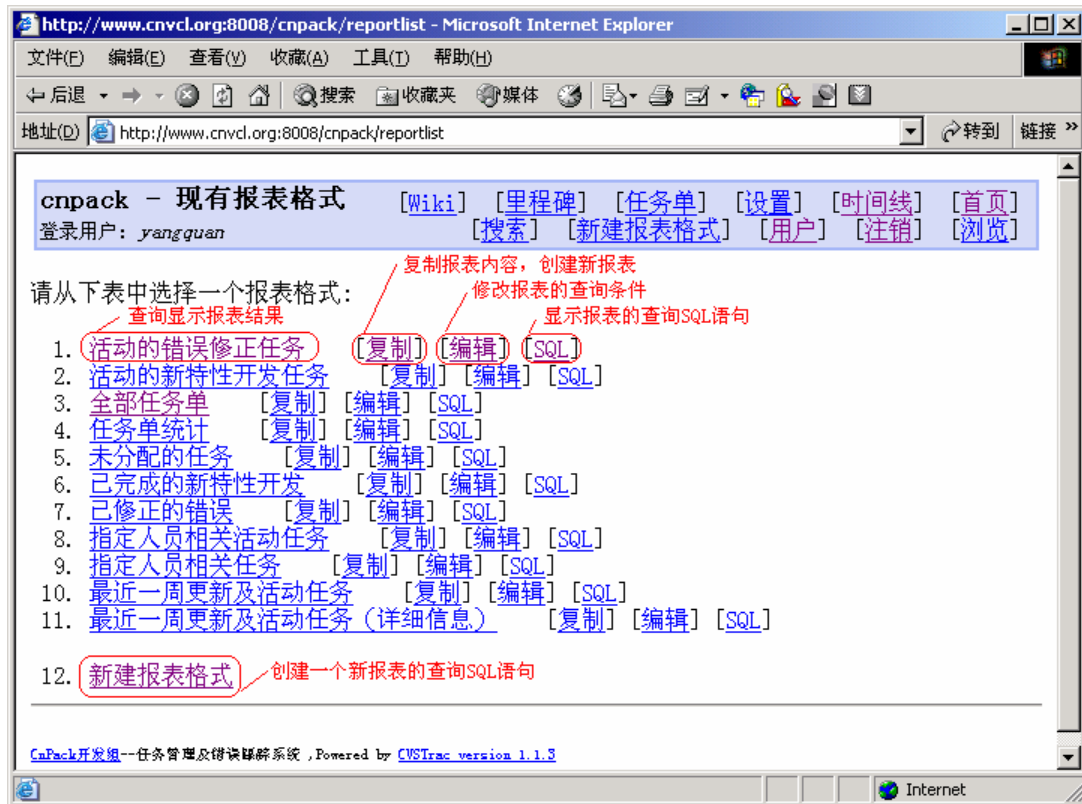 http://www.cnvcl.org:8008/cnpack/reportlist - Microsoft Internet Explorer
文件(F) 编辑(E) 查看(V) 收藏(A) 工具(T) 帮助(H)
后退 搜索 收藏夹 媒体
地址(D) http://www.cnvcl.org:8008/cnpack/reportlist 转到 链接 »
cnpack - 现有报表格式 [Wiki] [里程碑] [任务单] [设置] [时间线] [首页]
登录用户: yangquan [搜索] [新建报表格式] [用户] [注销] [浏览]
复制报表内容，创建新报表
请从下表中选择一个报表格式: 修改报表的查询条件
查询显示报表结果 显示报表的查询SQL语句
1. 活动的错误修正任务 [复制] [编辑] [SQL]
2. 活动的新特性开发任务 [复制] [编辑] [SQL]
3. 全部任务单 [复制] [编辑] [SQL]
4. 任务单统计 [复制] [编辑] [SQL]
5. 未分配的任务 [复制] [编辑] [SQL]
6. 已完成的新特性开发 [复制] [编辑] [SQL]
7. 已修正的错误 [复制] [编辑] [SQL]
8. 指定人员相关活动任务 [复制] [编辑] [SQL]
9. 指定人员相关任务 [复制] [编辑] [SQL]
10. 最近一周更新及活动任务 [复制] [编辑] [SQL]
11. 最近一周更新及活动任务（详细信息） [复制] [编辑] [SQL]
12. 新建报表格式 创建一个新报表的查询SQL语句
CnPack开发组--任务管理及错误跟踪系统 ,Powered by CVSTrac version 1.1.3
Internet